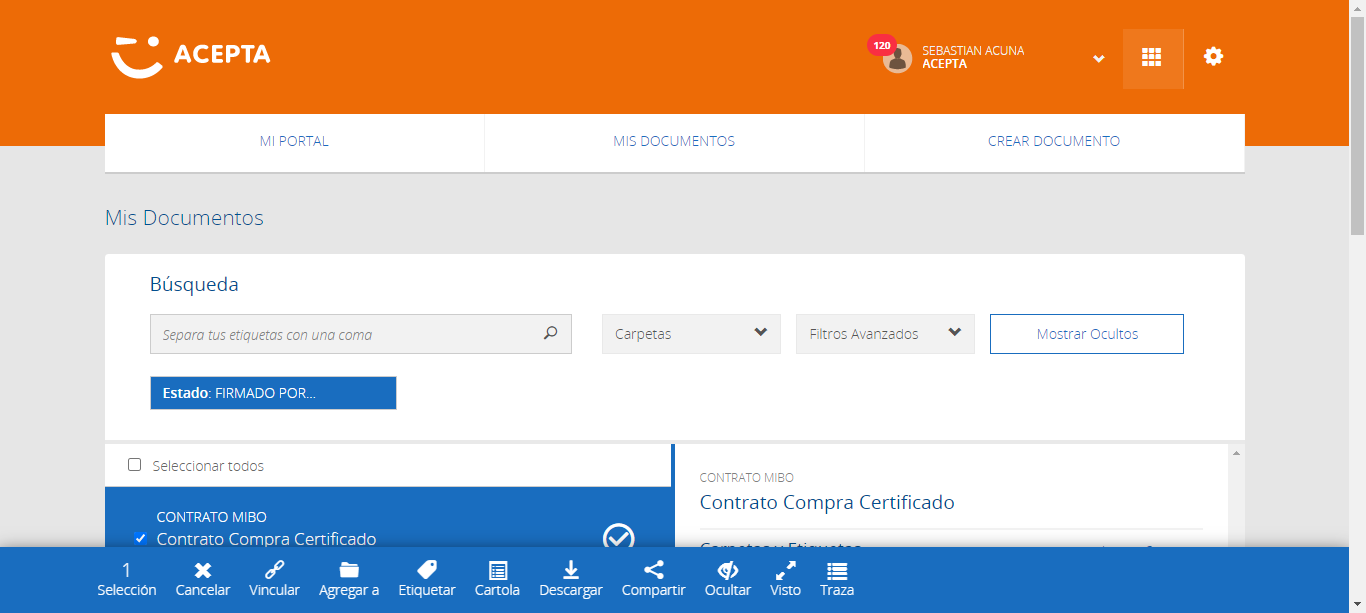 ACEPTA
120
SEBASTIAN ACUNA
ACEPTA
MI PORTAL
MIS DOCUMENTOS
CREAR DOCUMENTO
Mis Documentos
Búsqueda
Separa tus etiquetas con una coma
Carpetas
Filtros Avanzados
Mostrar Ocultos
Estado: FIRMADO POR...
Seleccionar todos
CONTRATO MIBO
Contrato Compra Certificado
CONTRATO MIBO
Contrato Compra Certificado
Carpetas y Etiquetas
1
Selección
Cancelar
Vincular
Agregar a
Etiquetar
Cartola
Descargar
Compartir
Ocultar
Visto
Traza